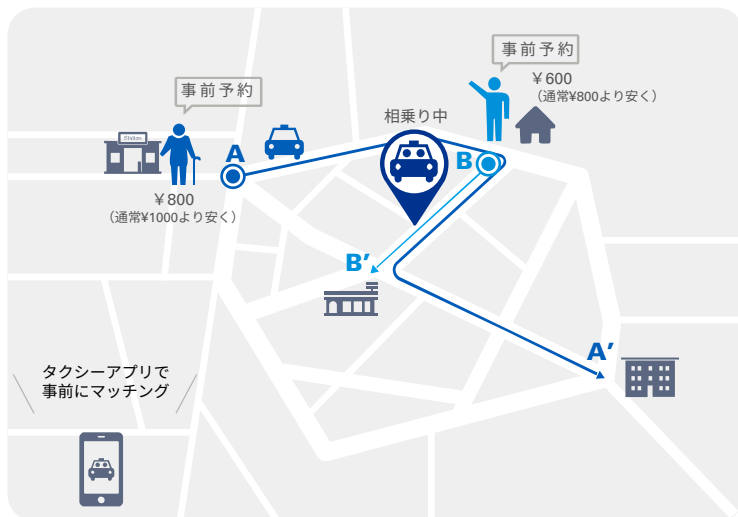 事前予約
￥600
（通常¥800より安く）
事前予約
相乗り中
Station
A
B
￥800
（通常¥1000より安く）
B′
A′
タクシーアプリで
事前にマッチング